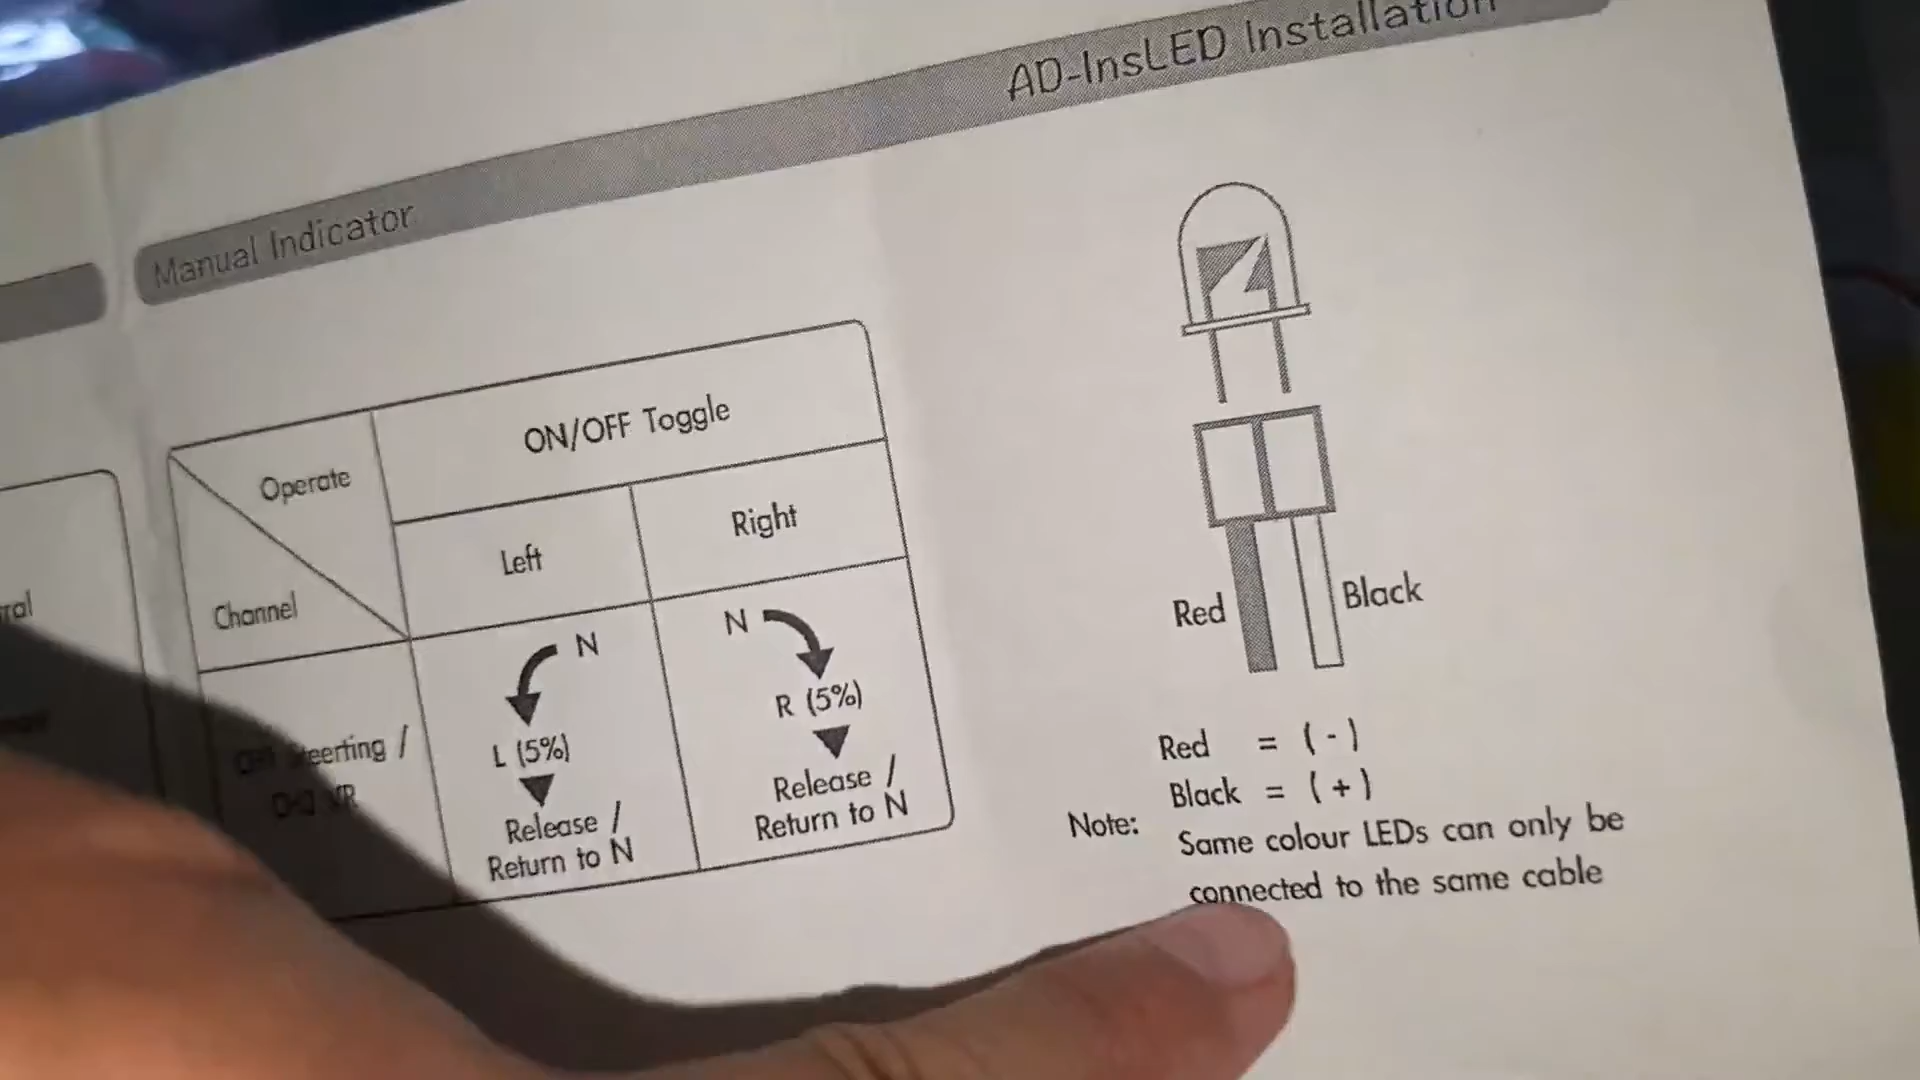 AD-InsLED Installation
Manual Indicator
Operate
Channel
ON/OFF Toggle
Left
Right
N
L (5%)
Release /
Return to N
N
R (5%)
Release /
Return to N
Steerting /
Red
Black
Red = (-)
Black = (+)
Note: Same colour LEDs can only be
connected to the same cable